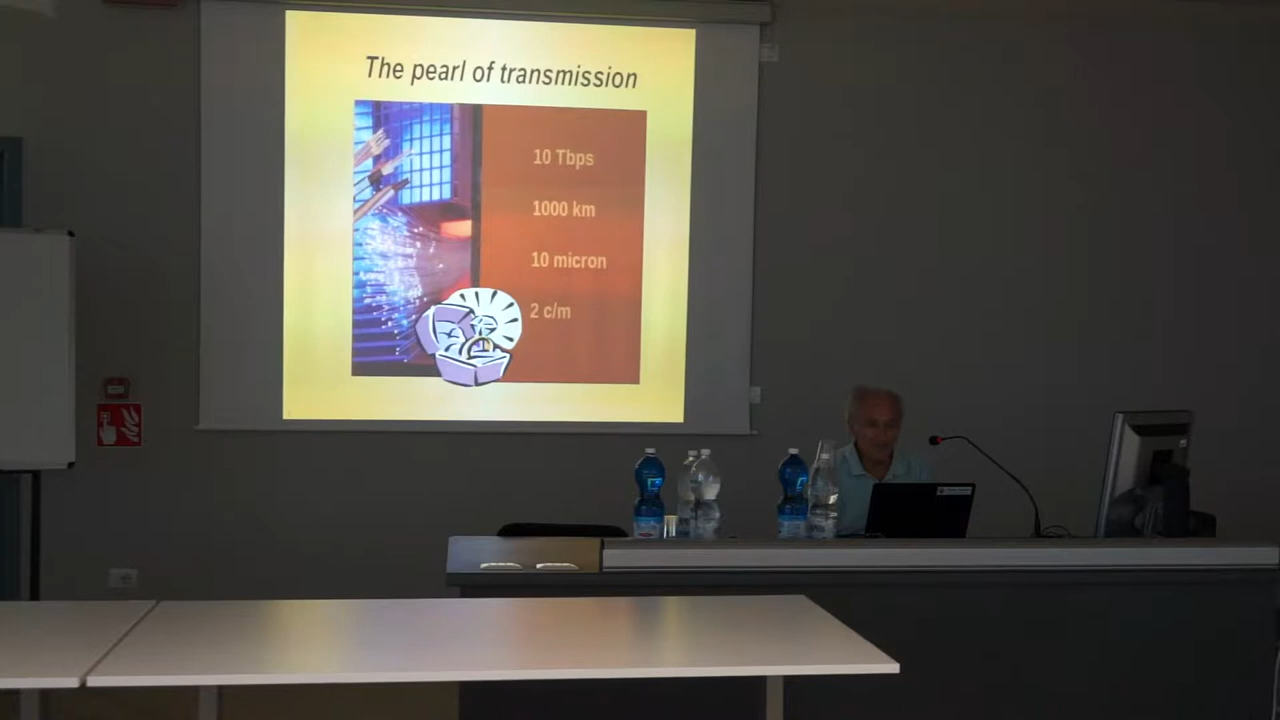 The pearl of transmission
10 Tbps
1000 km
10 micron
2 c/m